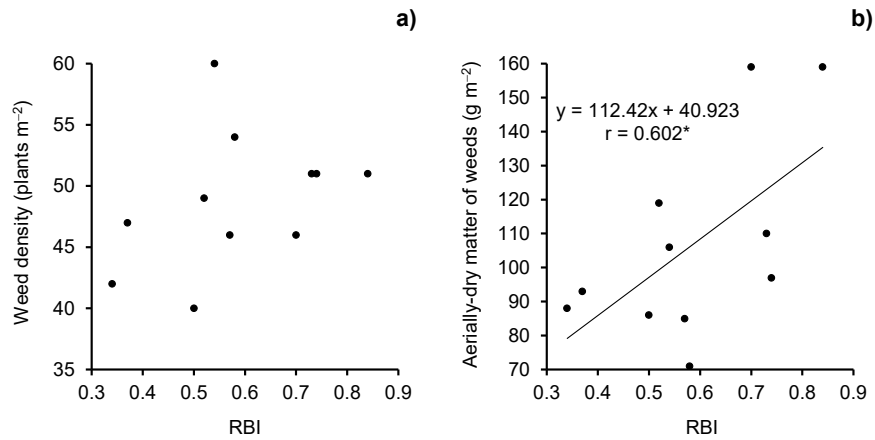 a)
Weed density (plants m⁻²)
60
55
50
45
40
35
0.3 0.4 0.5 0.6 0.7 0.8 0.9
RBI
b)
Aerially-dry matter of weeds (g m⁻²)
160
150
140
130
120
110
100
90
80
70
y = 112.42x + 40.923
r = 0.602*
0.3 0.4 0.5 0.6 0.7 0.8 0.9
RBI